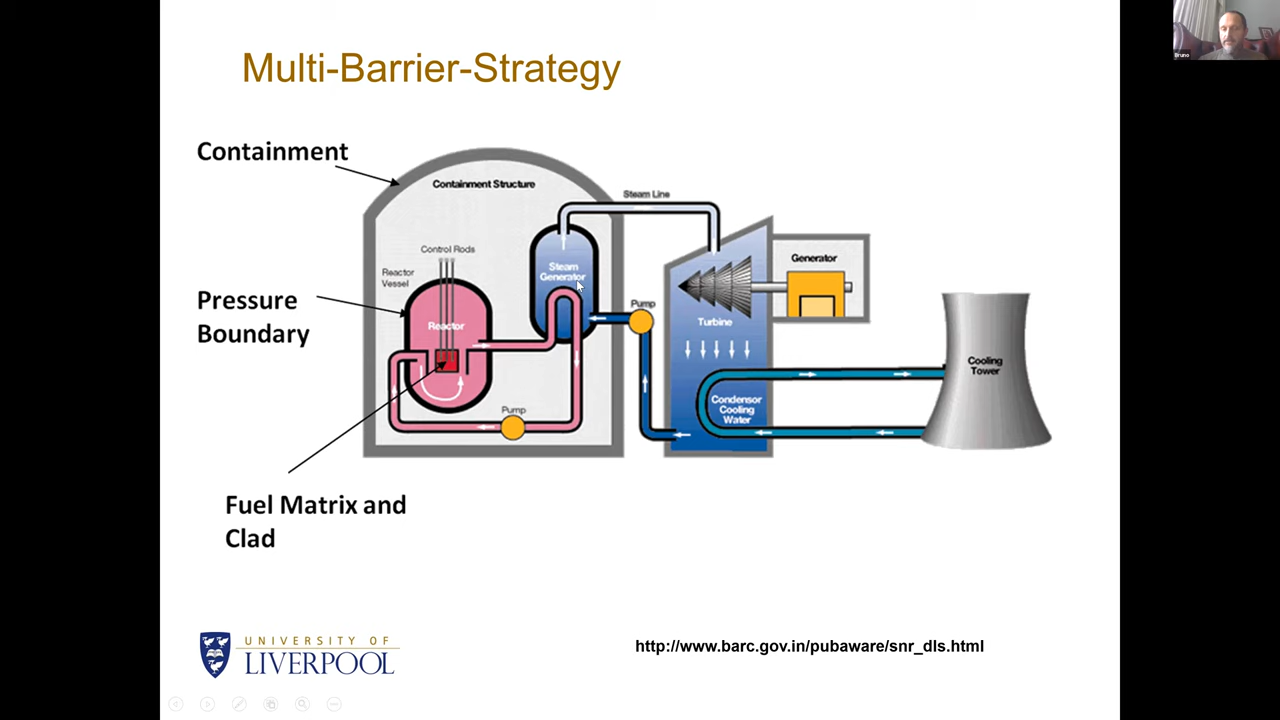 Bruno
Multi-Barrier-Strategy
Containment
Containment Structure
Steam Line
Control Rods
Reactor
Vessel
Steam
Generator
Generator
Pressure
Boundary
Pump
Reactor
Turbine
Cooling
Tower
Condensor
Cooling
Water
Pump
Fuel Matrix and
Clad
UNIVERSITY OF
LIVERPOOL
http://www.barc.gov.in/pubaware/snr_dls.html